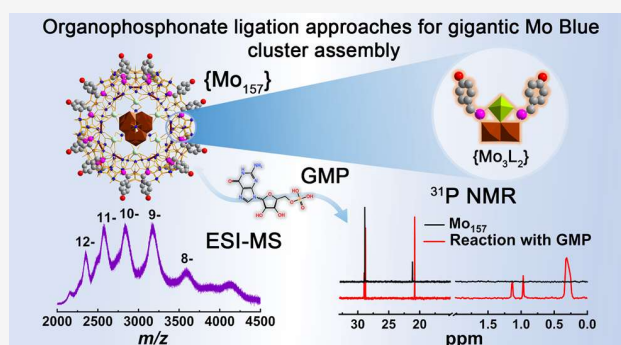 Organophosphonate ligation approaches for gigantic Mo Blue
cluster assembly
{Mo₁₅₇}
{Mo₃L₂}
GMP
³¹P NMR
ESI-MS
12-
11-
10-
9-
8-
2000 2500 3000 3500 4000 4500
m/z
Mo₁₅₇
Reaction with GMP
30 25 20 1.5 1.0 0.5 0.0
ppm